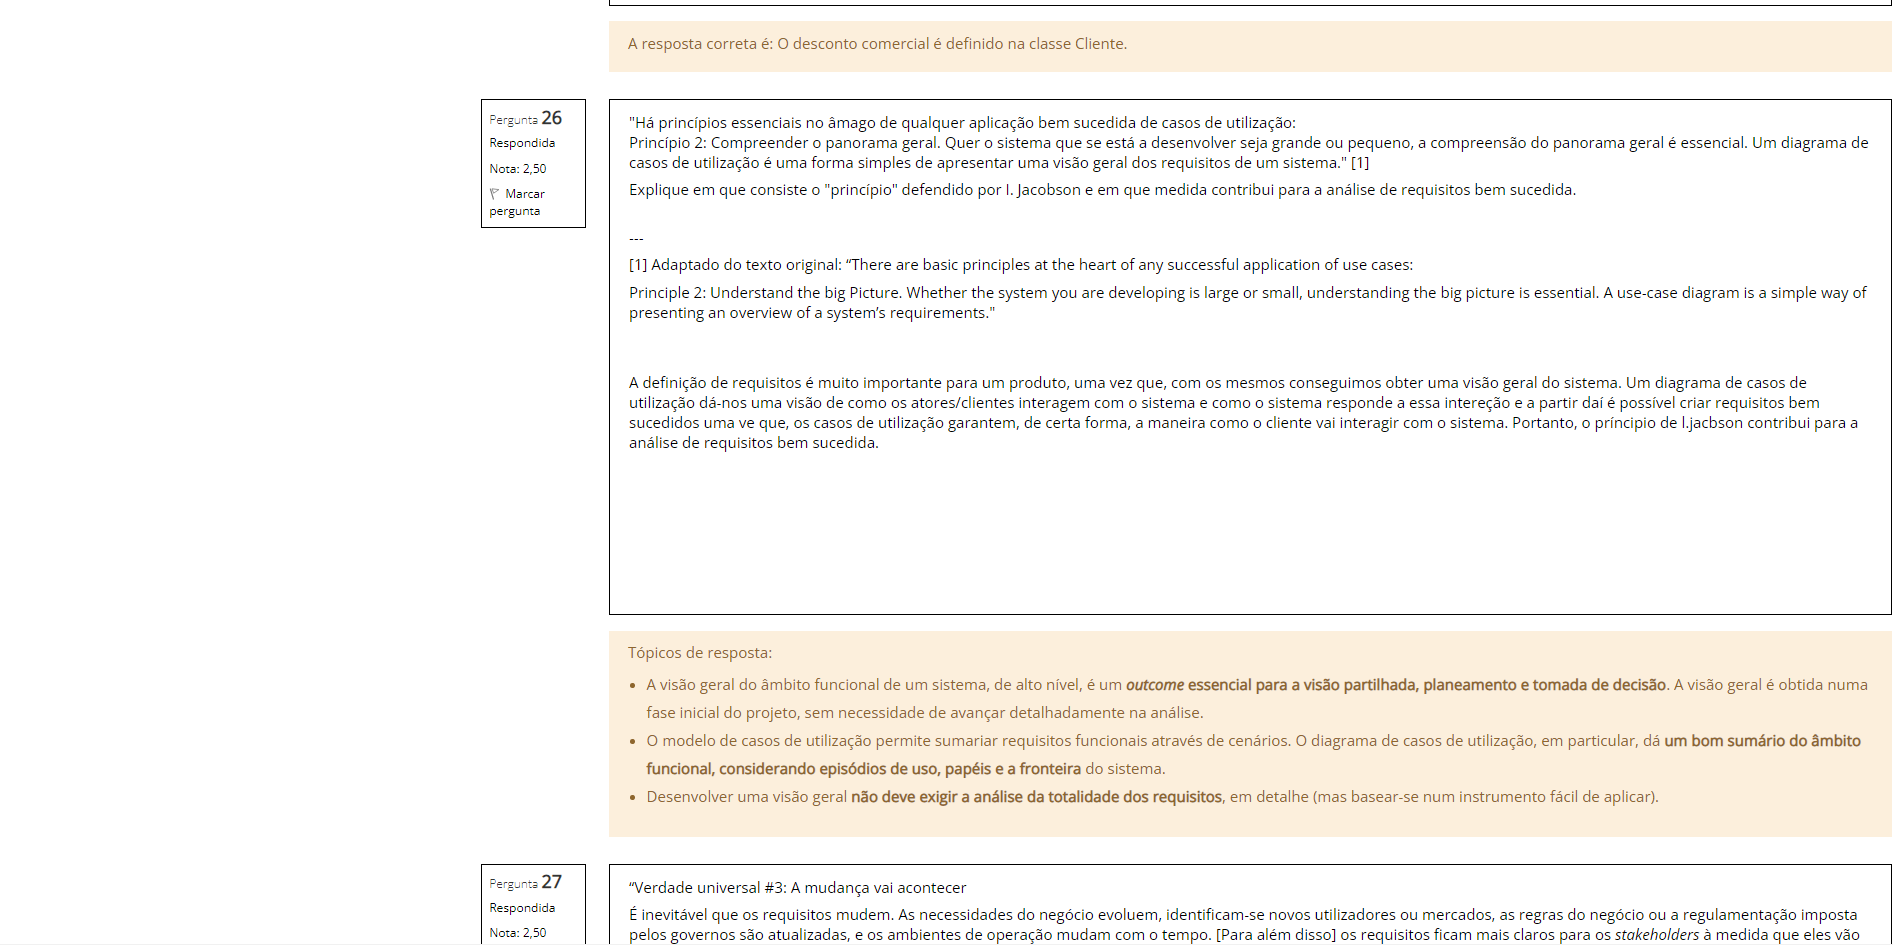 A resposta correta é: O desconto comercial é definido na classe Cliente.
Pergunta 26
Respondida
Nota: 2,50
Marcar
pergunta
"Há princípios essenciais no âmago de qualquer aplicação bem sucedida de casos de utilização:
Princípio 2: Compreender o panorama geral. Quer o sistema que se está a desenvolver seja grande ou pequeno, a compreensão do panorama geral é essencial. Um diagrama de
casos de utilização é uma forma simples de apresentar uma visão geral dos requisitos de um sistema." [1]
Explique em que consiste o "princípio" defendido por I. Jacobson e em que medida contribui para a análise de requisitos bem sucedida.
---
[1] Adaptado do texto original: “There are basic principles at the heart of any successful application of use cases:
Principle 2: Understand the big Picture. Whether the system you are developing is large or small, understanding the big picture is essential. A use-case diagram is a simple way of
presenting an overview of a system’s requirements."
A definição de requisitos é muito importante para um produto, uma vez que, com os mesmos conseguimos obter uma visão geral do sistema. Um diagrama de casos de
utilização dá-nos uma visão de como os atores/clientes interagem com o sistema e como o sistema responde a essa intereção e a partir daí é possível criar requisitos bem
sucedidos uma ve que, os casos de utilização garantem, de certa forma, a maneira como o cliente vai interagir com o sistema. Portanto, o príncipio de l.jacbson contribui para a
análise de requisitos bem sucedida.
Tópicos de resposta:
• A visão geral do âmbito funcional de um sistema, de alto nível, é um outcome essencial para a visão partilhada, planeamento e tomada de decisão. A visão geral é obtida numa
fase inicial do projeto, sem necessidade de avançar detalhadamente na análise.
• O modelo de casos de utilização permite sumariar requisitos funcionais através de cenários. O diagrama de casos de utilização, em particular, dá um bom sumário do âmbito
funcional, considerando episódios de uso, papéis e a fronteira do sistema.
• Desenvolver uma visão geral não deve exigir a análise da totalidade dos requisitos, em detalhe (mas basear-se num instrumento fácil de aplicar).
Pergunta 27
Respondida
Nota: 2,50
“Verdade universal #3: A mudança vai acontecer
É inevitável que os requisitos mudem. As necessidades do negócio evoluem, identificam-se novos utilizadores ou mercados, as regras do negócio ou a regulamentação imposta
pelos governos são atualizadas, e os ambientes de operação mudam com o tempo. [Para além disso] os requisitos ficam mais claros para os stakeholders à medida que eles vão